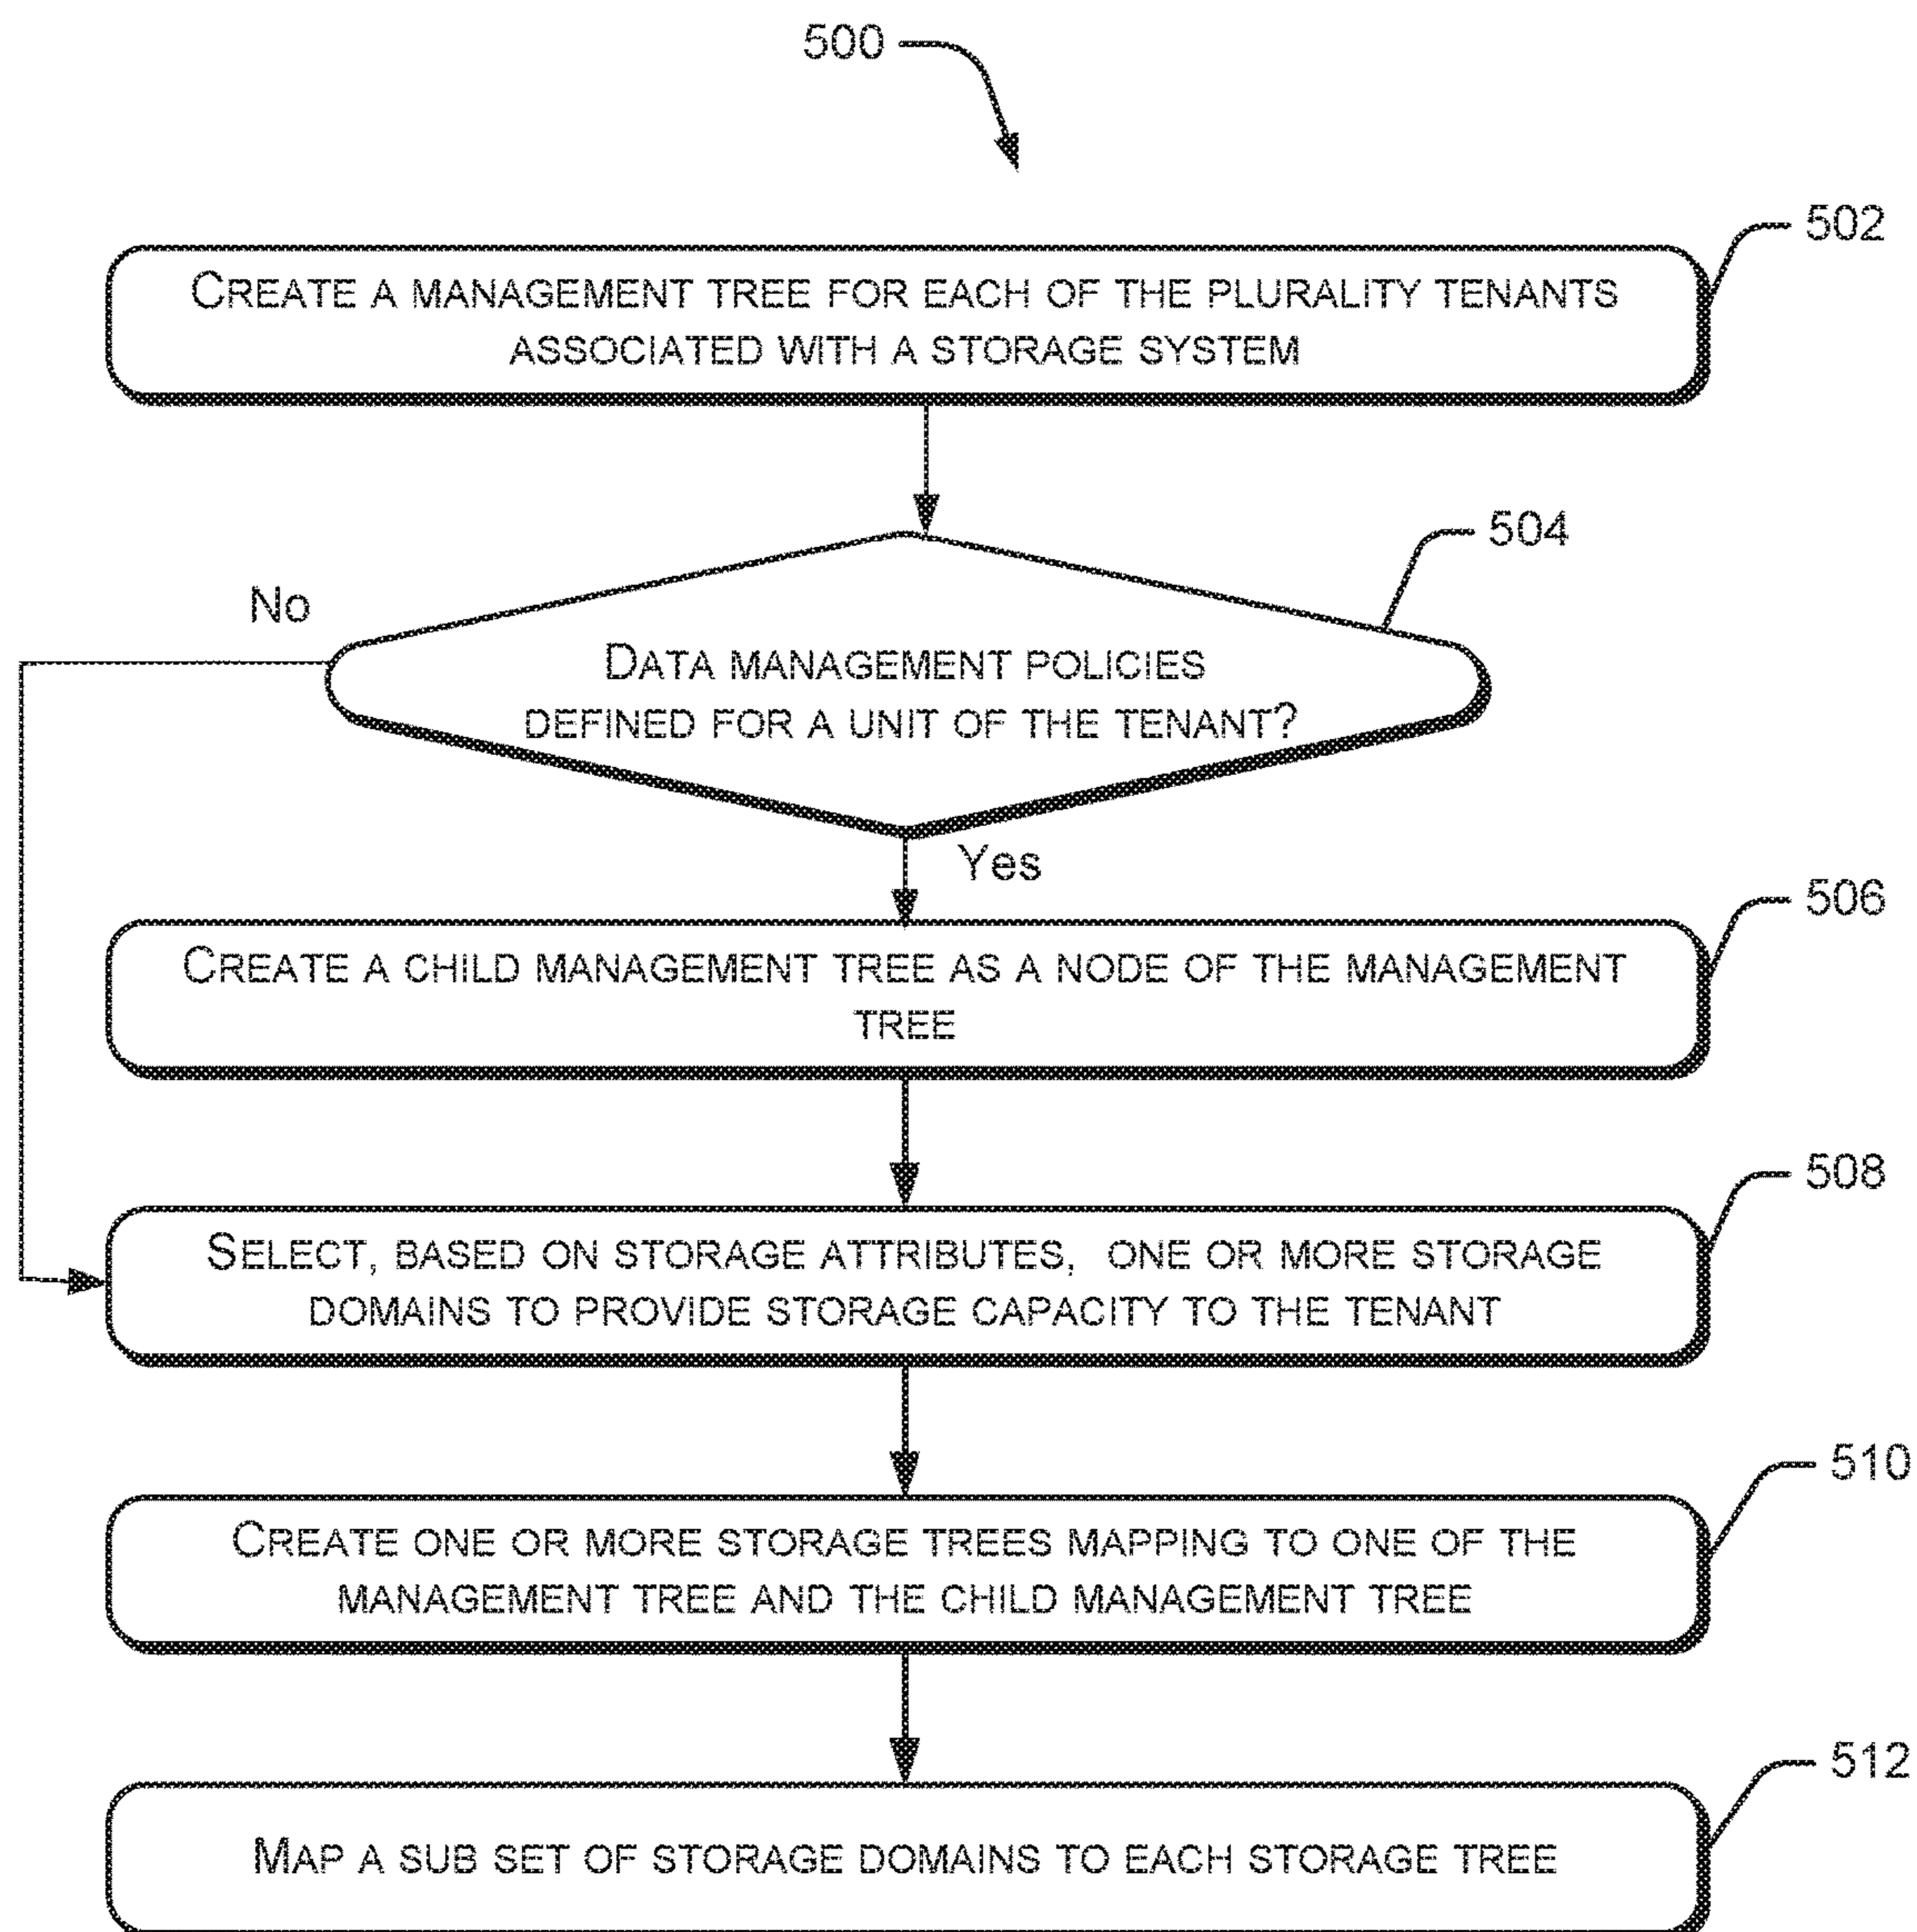 500
502
CREATE A MANAGEMENT TREE FOR EACH OF THE PLURALITY TENANTS
ASSOCIATED WITH A STORAGE SYSTEM
504
No
DATA MANAGEMENT POLICIES
DEFINED FOR A UNIT OF THE TENANT?
Yes
506
CREATE A CHILD MANAGEMENT TREE AS A NODE OF THE MANAGEMENT
TREE
508
SELECT, BASED ON STORAGE ATTRIBUTES, ONE OR MORE STORAGE
DOMAINS TO PROVIDE STORAGE CAPACITY TO THE TENANT
510
CREATE ONE OR MORE STORAGE TREES MAPPING TO ONE OF THE
MANAGEMENT TREE AND THE CHILD MANAGEMENT TREE
512
MAP A SUB SET OF STORAGE DOMAINS TO EACH STORAGE TREE